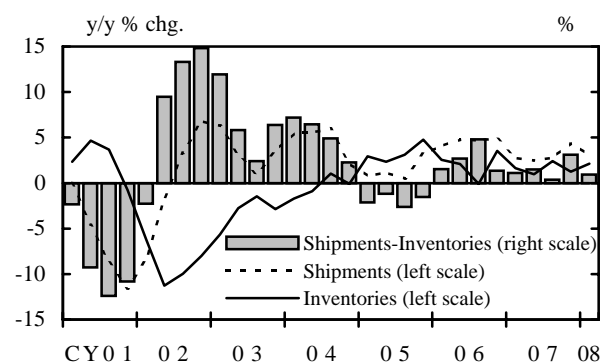 y/y % chg. %
15
10
5
0
-5
-10
-15
Shipments-Inventories (right scale)
Shipments (left scale)
Inventories (left scale)
CY01 02 03 04 05 06 07 08